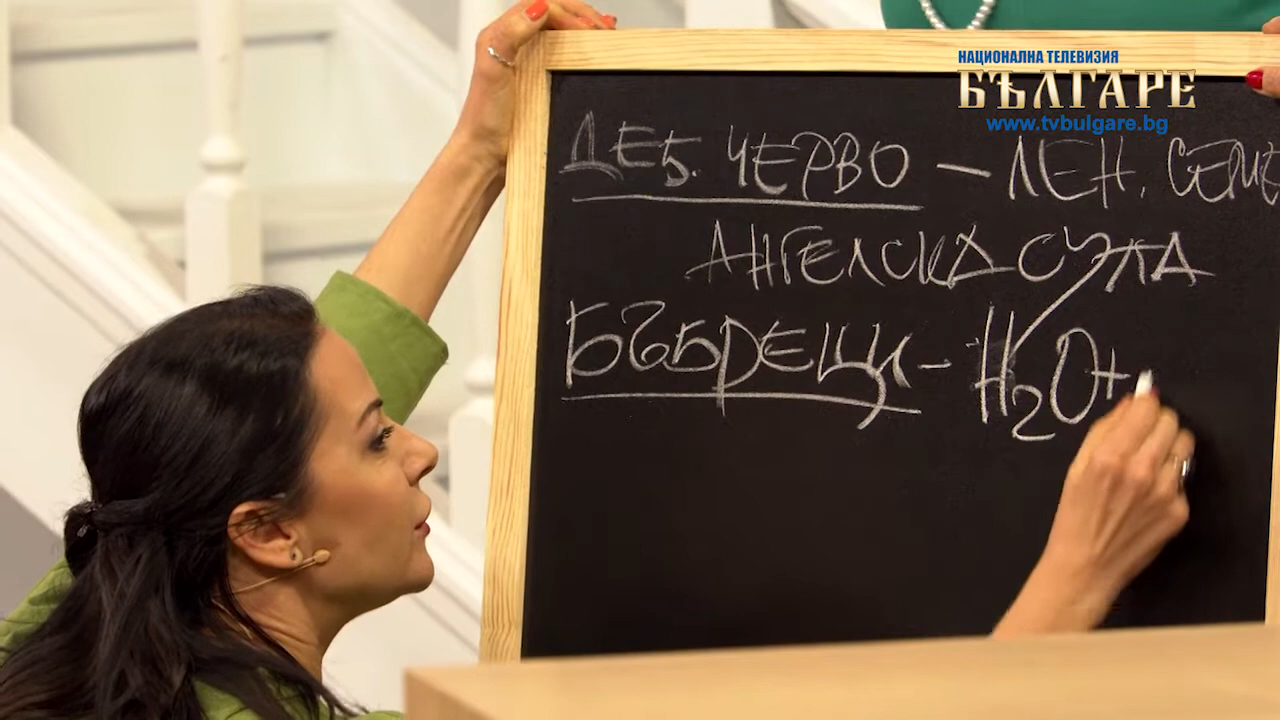 НАЦИОНАЛНА ТЕЛЕВИЗИЯ
БЪЛГАРЕ
www.tvbulgare.bg
ДЕБ. ЧЕРВО – ЛЕН. СЕМЕ
АНГЕЛСКА СУЛА
БЪБРЕЦИ – H₂O +